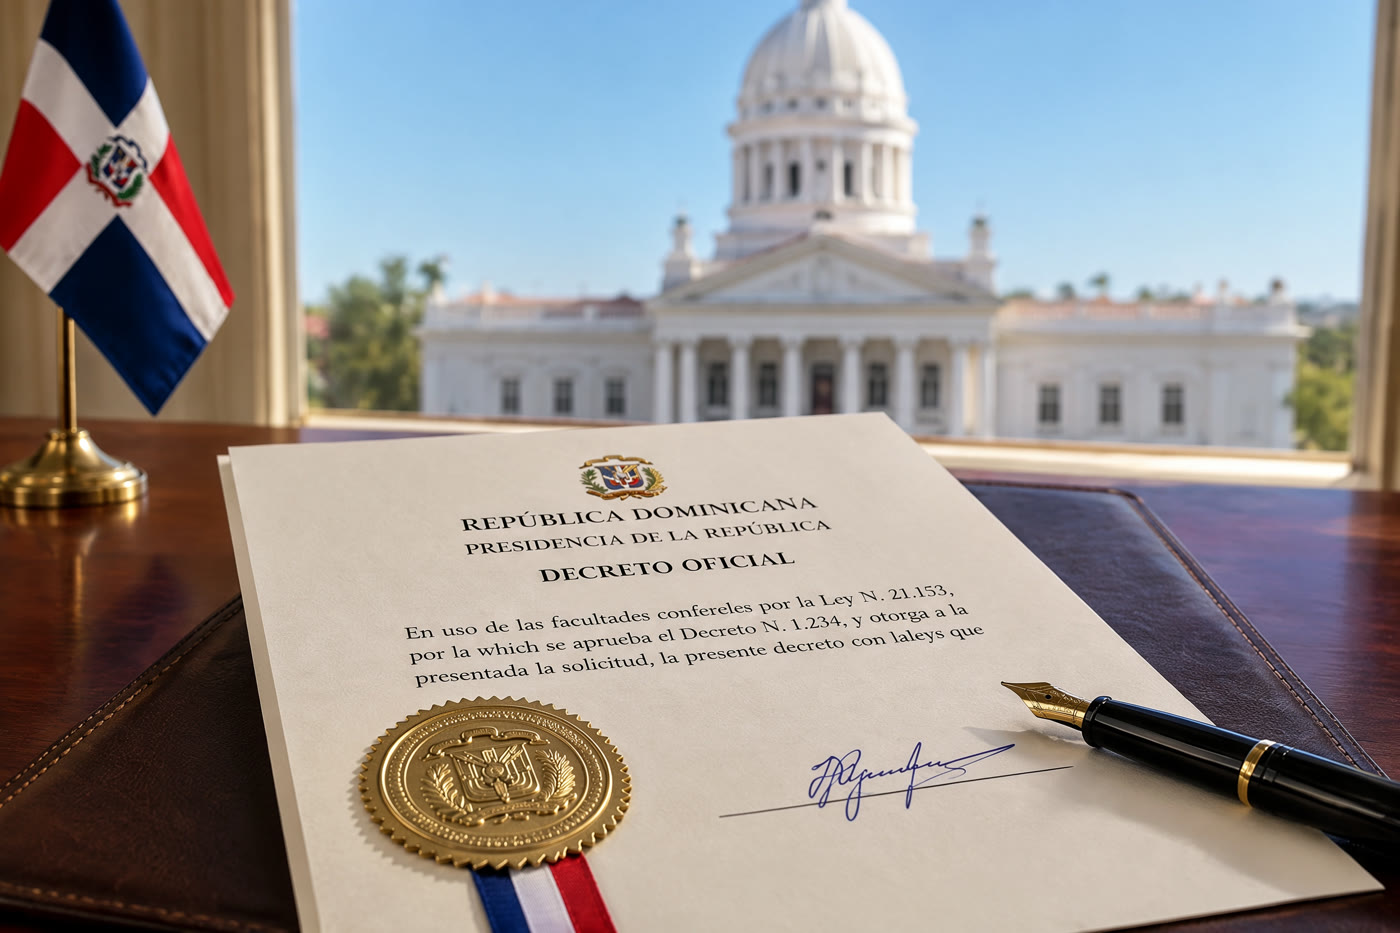 REPÚBLICA DOMINICANA
PRESIDENCIA DE LA REPÚBLICA
DECRETO OFICIAL
En uso de las facultades confereles por la Ley N. 21.153,
por la which se aprueba el Decreto N. 1.234, y otorga a la
presentada la solicitud, la presente decreto con laleys que